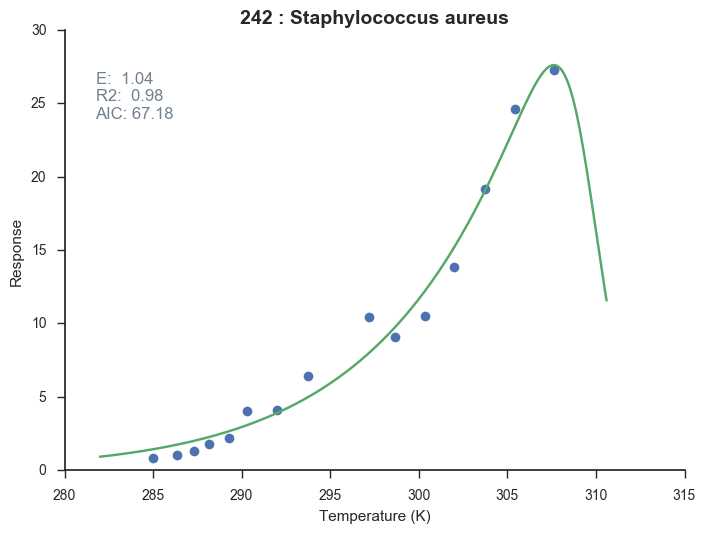 242 : Staphylococcus aureus
E:  1.04
R2:  0.98
AIC: 67.18
Response
30
25
20
15
10
5
0
280 285 290 295 300 305 310 315
Temperature (K)